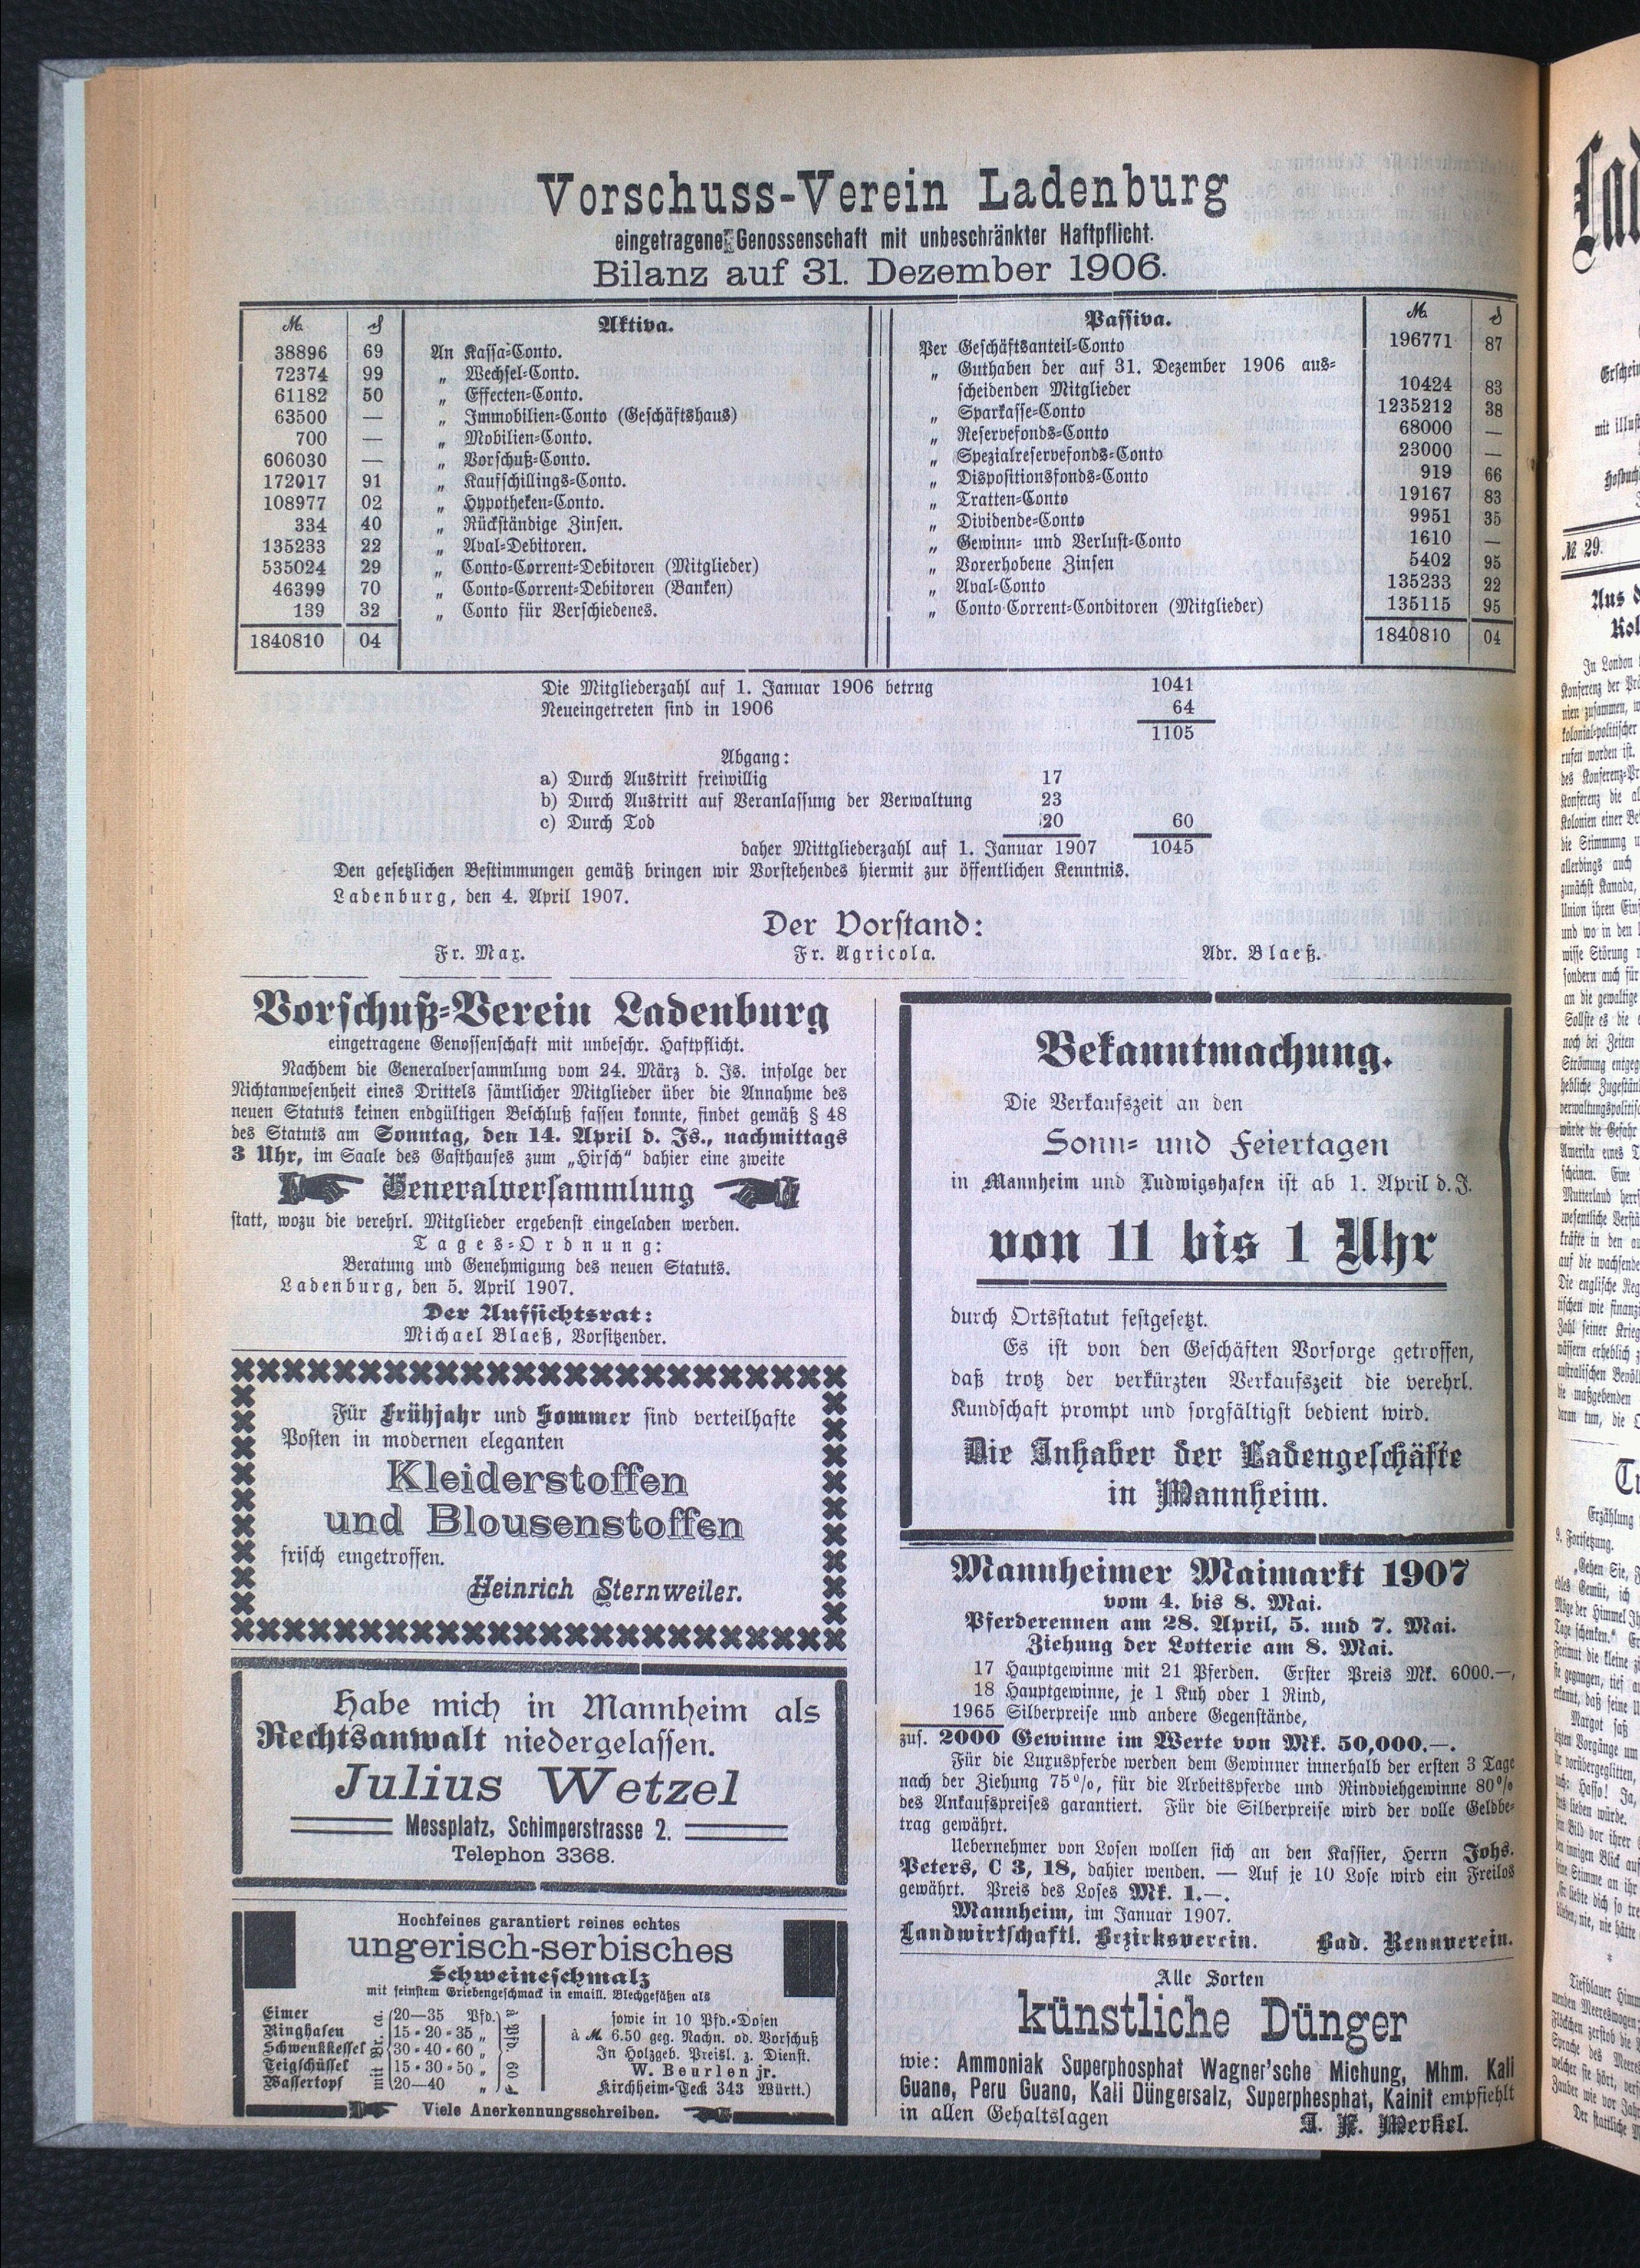 Vorschuss-Verein Ladenburg
eingetragene Genossenschaft mit unbeschränkter Haftpflicht.
Bilanz auf 31. Dezember 1906.
M. ₰ Aktiva.
38896 69 An Kassa-Conto.
72374 99 „ Wechsel-Conto.
61182 50 „ Effecten-Conto.
63500 — „ Immobilien-Conto (Geschäftshaus)
700 — „ Mobilien-Conto.
606030 — „ Vorschuß-Conto.
172017 91 „ Kaufschillings-Conto.
108977 02 „ Hypotheken-Conto.
334 40 „ Rückständige Zinsen.
135233 22 „ Aval-Debitoren.
535024 29 „ Conto-Corrent-Debitoren (Mitglieder)
46399 70 „ Conto-Corrent-Debitoren (Banken)
139 32 „ Conto für Verschiedenes.
1840810 04
Passiva. M. ₰
Per Geschäftsanteil-Conto 196771 87
„ Guthaben der auf 31. Dezember 1906 aus-
scheidenden Mitglieder 10424 83
„ Sparkasse-Conto 1235212 38
„ Reservefonds-Conto 68000 —
„ Spezialreservefonds-Conto 23000 —
„ Dispositionsfonds-Conto 919 66
„ Tratten-Conto 19167 83
„ Dividende-Conto 9951 35
„ Gewinn- und Verlust-Conto 1610 —
„ Vorerhobene Zinsen 5402 95
„ Aval-Conto 135233 22
„ Conto Corrent-Conditoren (Mitglieder) 135115 95
1840810 04
Die Mitgliederzahl auf 1. Januar 1906 betrug 1041
Neueingetreten sind in 1906 64
1105
Abgang:
a) Durch Austritt freiwillig 17
b) Durch Austritt auf Veranlassung der Verwaltung 23
c) Durch Tod 20 60
daher Mittgliederzahl auf 1. Januar 1907 1045
Den gesetzlichen Bestimmungen gemäß bringen wir Vorstehendes hiermit zur öffentlichen Kenntnis.
Ladenburg, den 4. April 1907.
Der Vorstand:
Fr. Max. Fr. Agricola. Adr. Blaeß.
Vorschuß-Verein Ladenburg
eingetragene Genossenschaft mit unbeschr. Haftpflicht.
Nachdem die Generalversammlung vom 24. März d. Js. infolge der
Nichtanwesenheit eines Drittels sämtlicher Mitglieder über die Annahme des
neuen Statuts keinen endgültigen Beschluß fassen konnte, findet gemäß § 48
des Statuts am Sonntag, den 14. April d. Js., nachmittags
3 Uhr, im Saale des Gasthauses zum „Hirsch“ dahier eine zweite
Generalversammlung
statt, wozu die verehrl. Mitglieder ergebenst eingeladen werden.
Tages-Ordnung:
Beratung und Genehmigung des neuen Statuts.
Ladenburg, den 5. April 1907.
Der Aufsichtsrat:
Michael Blaeß, Vorsitzender.
Für Frühjahr und Sommer sind verteilhafte
Posten in modernen eleganten
Kleiderstoffen
und Blousenstoffen
frisch eingetroffen.
Heinrich Sternweiler.
Habe mich in Mannheim als
Rechtsanwalt niedergelassen.
Julius Wetzel
Messplatz, Schimperstrasse 2.
Telephon 3368.
Hochfeines garantiert reines echtes
ungerisch-serbisches
Schweineschmalz
mit feinstem Griebengeschmack in emaill. Blechgefäßen als
Eimer 20—35 Pfd.
Ringhafen 15 - 20 - 35 „
Schwenkkessel 30 - 40 - 60 „
Teigschüssel 15 - 30 - 50 „
Wassertopf 20—40 „
mit Br. ca.
sowie in 10 Pfd.-Dosen
à M. 6.50 geg. Nachn. od. Vorschuß
In Holzgeb. Preisl. z. Dienst.
W. Beurlen jr.
Kirchheim-Teck 343 Württ.)
Viele Anerkennungsschreiben.
Bekanntmachung.
Die Verkaufszeit an den
Sonn- und Feiertagen
in Mannheim und Ludwigshafen ist ab 1. April d. J.
von 11 bis 1 Uhr
durch Ortsstatut festgesetzt.
Es ist von den Geschäften Vorsorge getroffen,
daß trotz der verkürzten Verkaufszeit die verehrl.
Kundschaft prompt und sorgfältigst bedient wird.
Die Inhaber der Ladengeschäfte
in Mannheim.
Mannheimer Maimarkt 1907
vom 4. bis 8. Mai.
Pferderennen am 28. April, 5. und 7. Mai.
Ziehung der Lotterie am 8. Mai.
17 Hauptgewinne mit 21 Pferden. Erster Preis Mk. 6000.—,
18 Hauptgewinne, je 1 Kuh oder 1 Rind,
1965 Silberpreise und andere Gegenstände,
zus. 2000 Gewinne im Werte von Mk. 50,000.—.
Für die Luxuspferde werden dem Gewinner innerhalb der ersten 3 Tage
nach der Ziehung 75%, für die Arbeitspferde und Rindviehgewinne 80%
des Ankaufspreises garantiert. Für die Silberpreise wird der volle Geldbe-
trag gewährt.
Uebernehmer von Losen wollen sich an den Kassier, Herrn Johs.
Peters, C 3, 18, dahier wenden. — Auf je 10 Lose wird ein Freilos
gewährt. Preis des Loses Mk. 1.—.
Mannheim, im Januar 1907.
Landwirtschaftl. Bezirksverein. Bad. Rennverein.
Alle Sorten
künstliche Dünger
wie: Ammoniak Superphosphat Wagner'sche Michung, Mhm. Kali
Guano, Peru Guano, Kali Düngersalz, Superphesphat, Kainit empfiehlt
in allen Gehaltslagen J. F. Merkel.
№ 29.